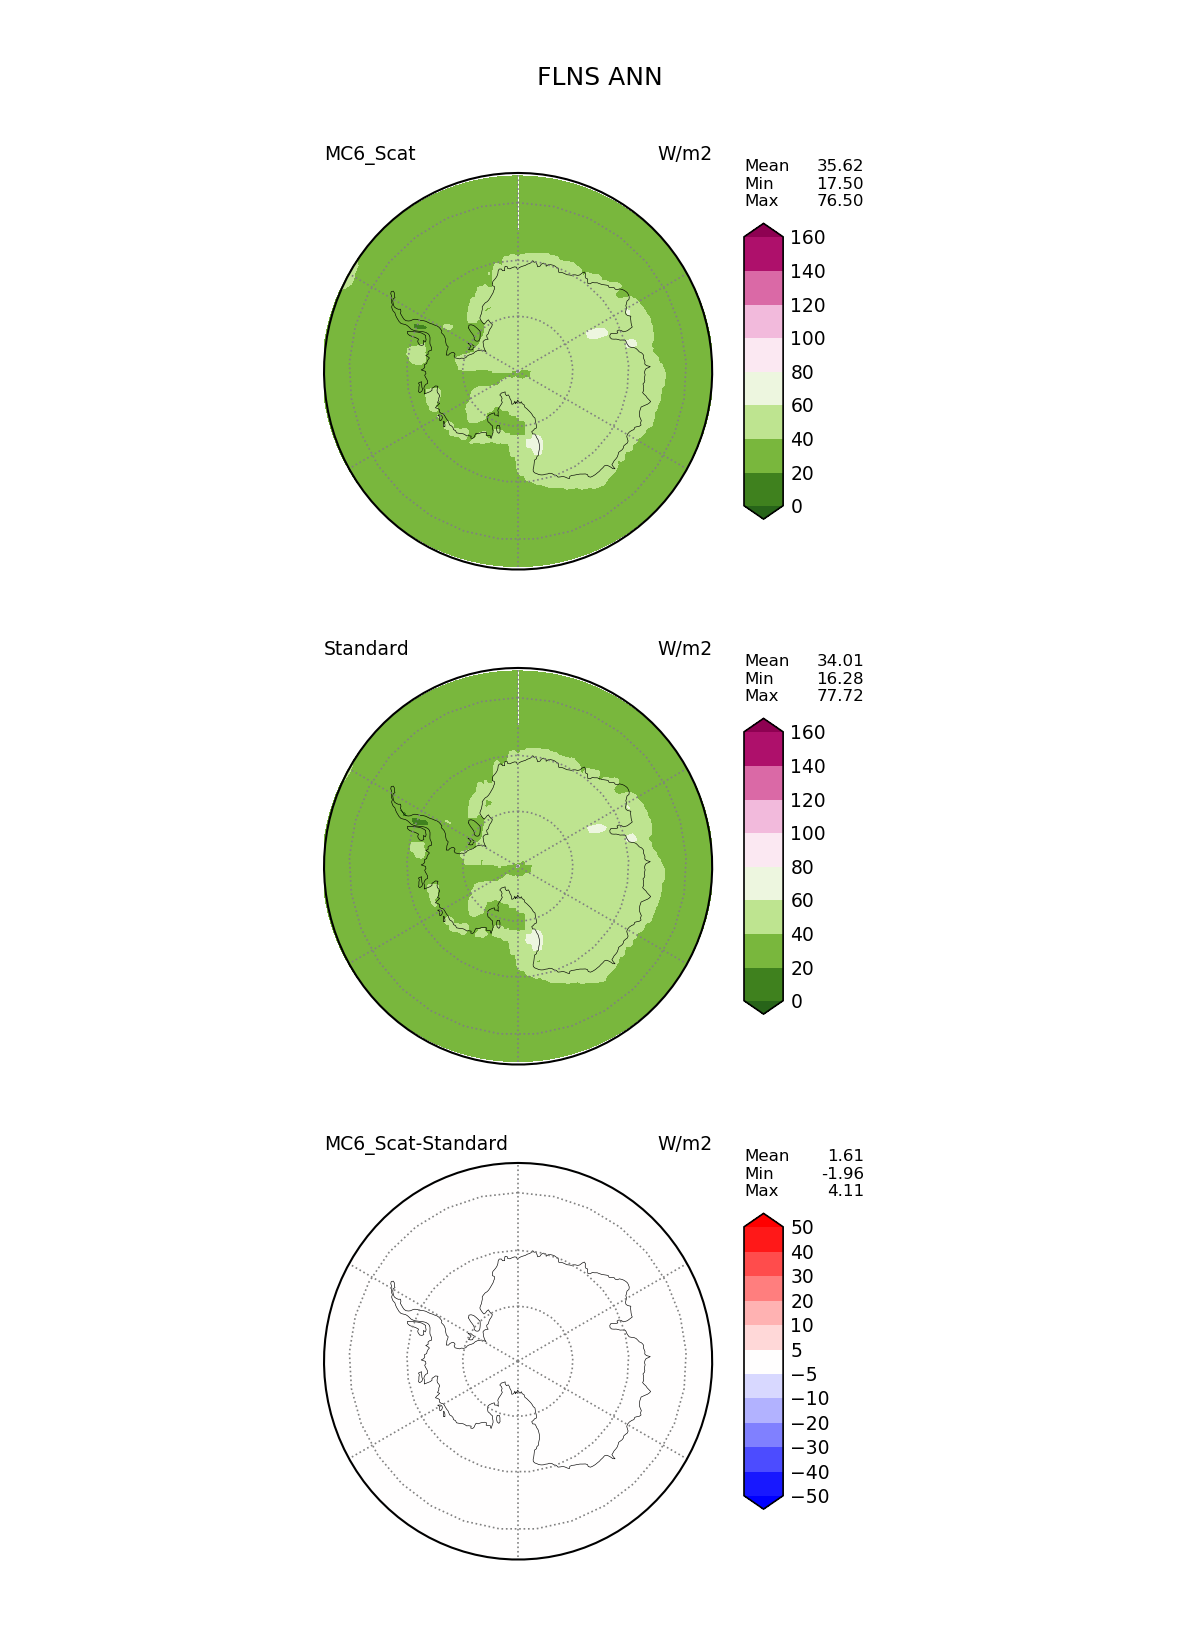 FLNS ANN
MC6_Scat W/m2
Mean 35.62
Min 17.50
Max 76.50
160
140
120
100
80
60
40
20
0
Standard W/m2
Mean 34.01
Min 16.28
Max 77.72
160
140
120
100
80
60
40
20
0
MC6_Scat-Standard W/m2
Mean 1.61
Min -1.96
Max 4.11
50
40
30
20
10
5
−5
−10
−20
−30
−40
−50